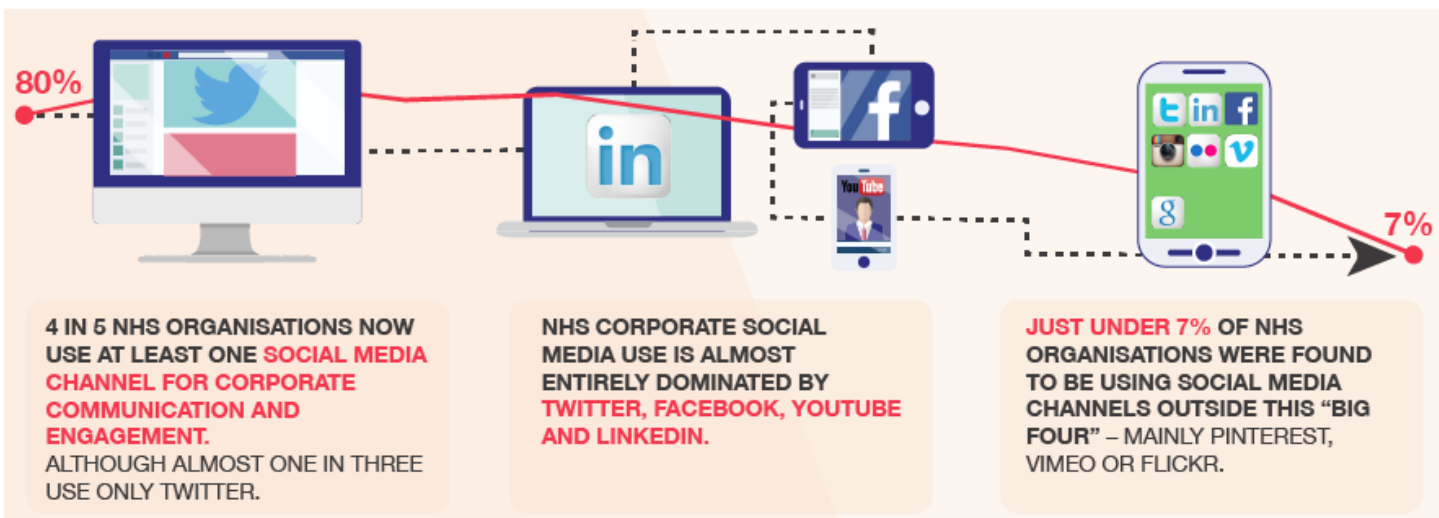 80%
in
f
You Tube
t in f
v
g
7%
4 IN 5 NHS ORGANISATIONS NOW
USE AT LEAST ONE SOCIAL MEDIA
CHANNEL FOR CORPORATE
COMMUNICATION AND
ENGAGEMENT.
ALTHOUGH ALMOST ONE IN THREE
USE ONLY TWITTER.
NHS CORPORATE SOCIAL
MEDIA USE IS ALMOST
ENTIRELY DOMINATED BY
TWITTER, FACEBOOK, YOUTUBE
AND LINKEDIN.
JUST UNDER 7% OF NHS
ORGANISATIONS WERE FOUND
TO BE USING SOCIAL MEDIA
CHANNELS OUTSIDE THIS “BIG
FOUR” – MAINLY PINTEREST,
VIMEO OR FLICKR.